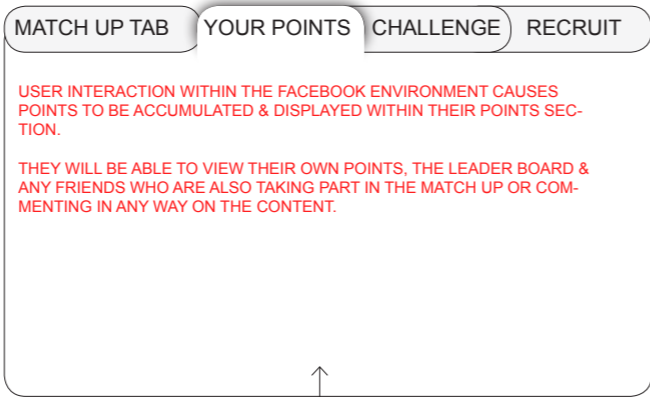 MATCH UP TAB YOUR POINTS CHALLENGE RECRUIT
USER INTERACTION WITHIN THE FACEBOOK ENVIRONMENT CAUSES
POINTS TO BE ACCUMULATED & DISPLAYED WITHIN THEIR POINTS SEC-
TION.
THEY WILL BE ABLE TO VIEW THEIR OWN POINTS, THE LEADER BOARD &
ANY FRIENDS WHO ARE ALSO TAKING PART IN THE MATCH UP OR COM-
MENTING IN ANY WAY ON THE CONTENT.